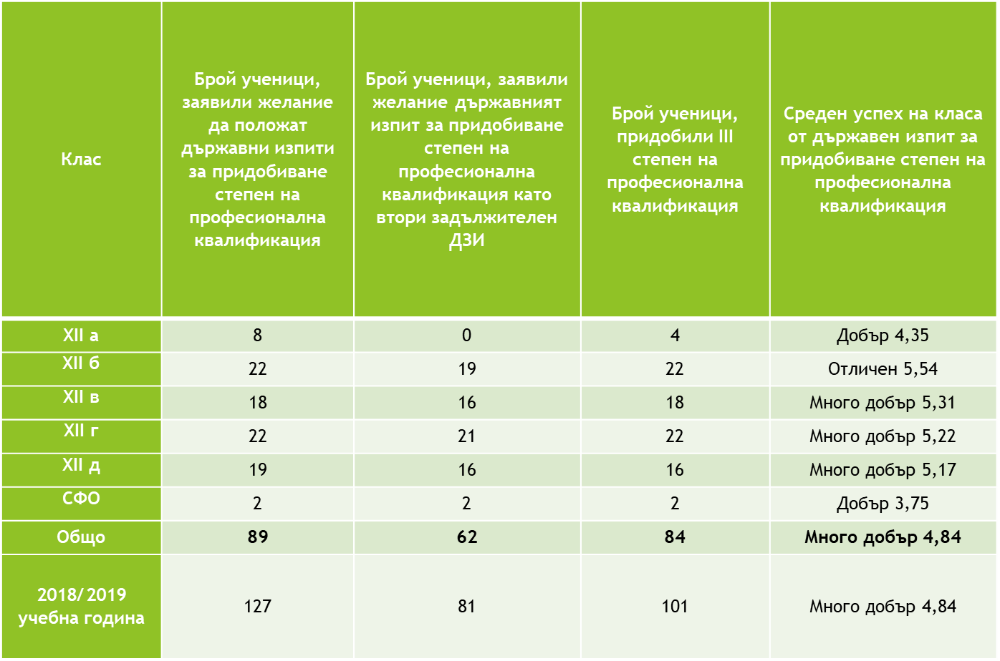 Клас
Брой ученици,
заявили желание
да положат
държавни изпити
за придобиване
степен на
професионална
квалификация
Брой ученици, заявили
желание държавният
изпит за придобиване
степен на
професионална
квалификация като
втори задължителен
ДЗИ
Брой ученици,
придобили III
степен на
професионална
квалификация
Среден успех на класа
от държавен изпит за
придобиване степен на
професионална
квалификация
XII а 8 0 4 Добър 4,35
XII б 22 19 22 Отличен 5,54
XII в 18 16 18 Много добър 5,31
XII г 22 21 22 Много добър 5,22
XII д 19 16 16 Много добър 5,17
СФО 2 2 2 Добър 3,75
Общо 89 62 84 Много добър 4,84
2018/2019
учебна година 127 81 101 Много добър 4,84